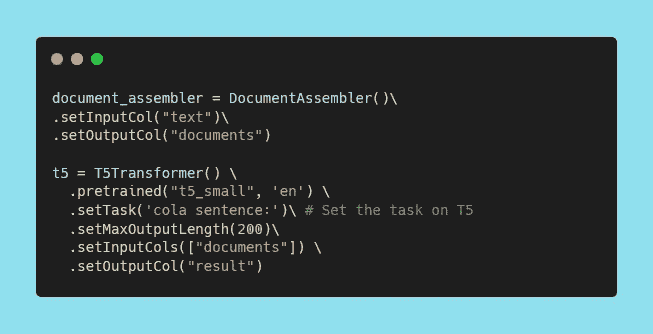 document_assembler = DocumentAssembler()\
.setInputCol("text")\
.setOutputCol("documents")
t5 = T5Transformer() \
.pretrained("t5_small", 'en') \
.setTask('cola sentence:')\ # Set the task on T5
.setMaxOutputLength(200)\
.setInputCols(["documents"]) \
.setOutputCol("result")